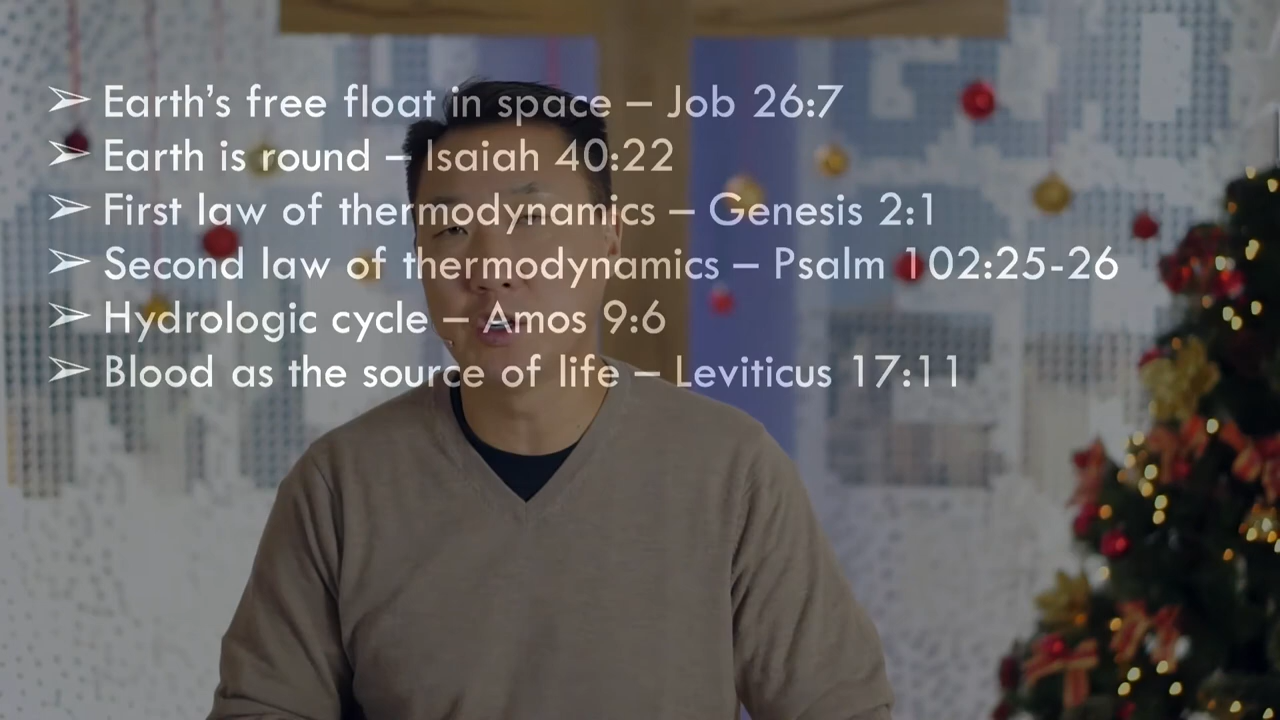 ➢ Earth’s free float in space – Job 26:7
➢ Earth is round – Isaiah 40:22
➢ First law of thermodynamics – Genesis 2:1
➢ Second law of thermodynamics – Psalm 102:25-26
➢ Hydrologic cycle – Amos 9:6
➢ Blood as the source of life – Leviticus 17:11